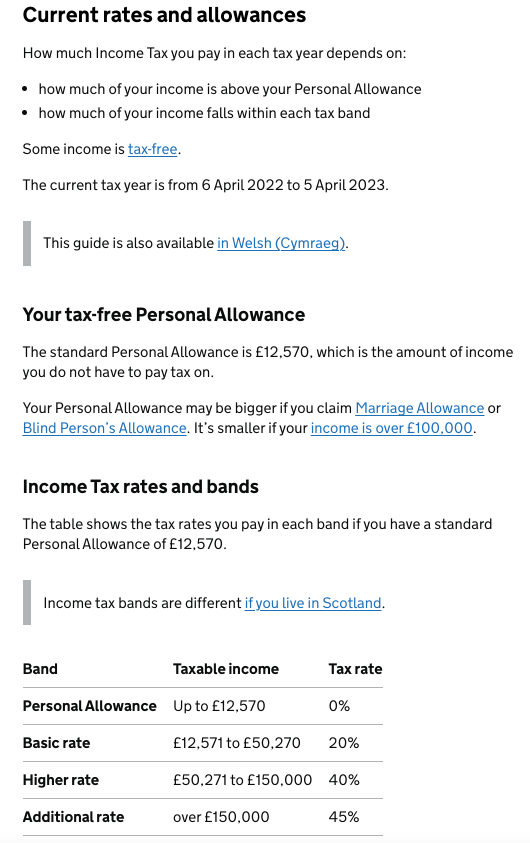 Current rates and allowances
How much Income Tax you pay in each tax year depends on:
• how much of your income is above your Personal Allowance
• how much of your income falls within each tax band
Some income is tax-free.
The current tax year is from 6 April 2022 to 5 April 2023.
This guide is also available in Welsh (Cymraeg).
Your tax-free Personal Allowance
The standard Personal Allowance is £12,570, which is the amount of income
you do not have to pay tax on.
Your Personal Allowance may be bigger if you claim Marriage Allowance or
Blind Person's Allowance. It's smaller if your income is over £100,000.
Income Tax rates and bands
The table shows the tax rates you pay in each band if you have a standard
Personal Allowance of £12,570.
Income tax bands are different if you live in Scotland.
Band Taxable income Tax rate
Personal Allowance Up to £12,570 0%
Basic rate £12,571 to £50,270 20%
Higher rate £50,271 to £150,000 40%
Additional rate over £150,000 45%